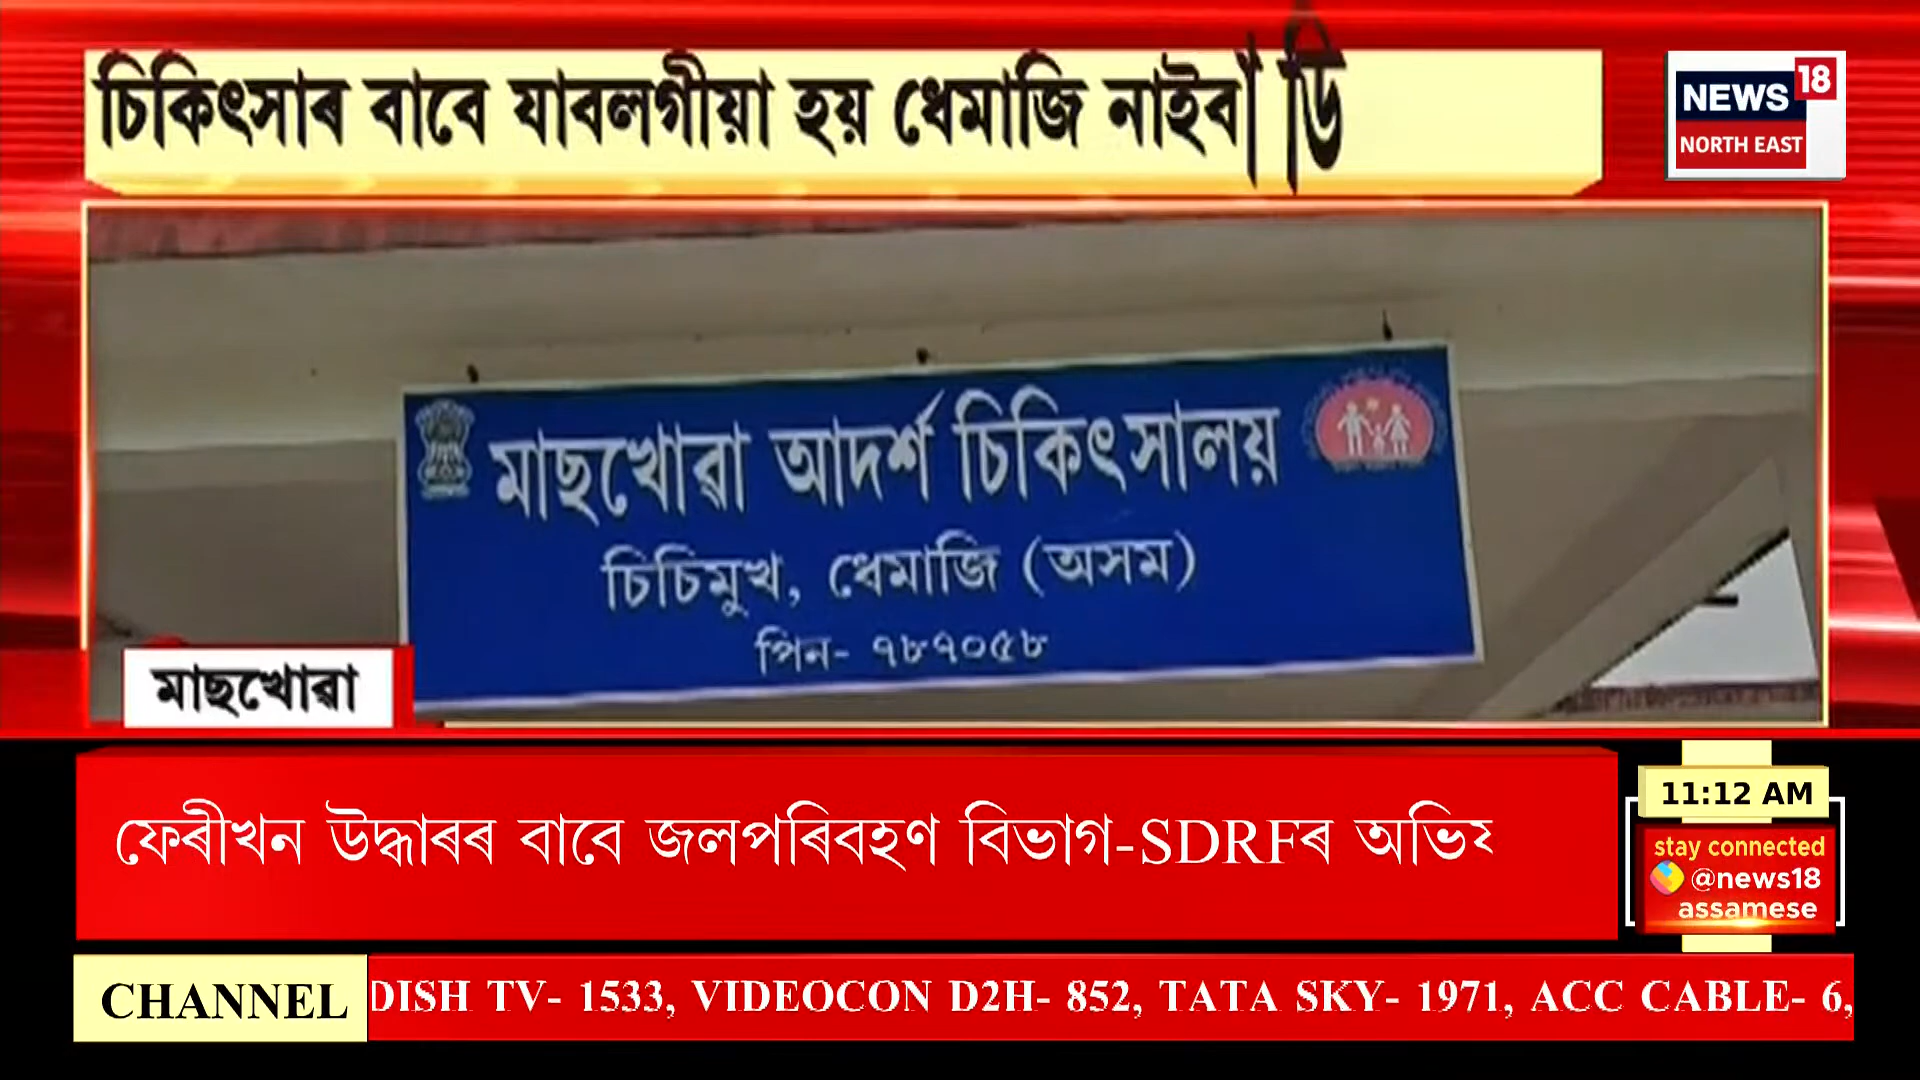 চিকিৎসাৰ বাবে যাবলগীয়া হয় ধেমাজি নাইবা ডি
NEWS 18
NORTH EAST
মাছখোৱা আদৰ্শ চিকিৎসালয়
চিচিমুখ, ধেমাজি (অসম)
পিন- ৭৮৭০৫৮
মাছখোৱা
ফেৰীখন উদ্ধাৰৰ বাবে জলপৰিবহণ বিভাগ-SDRFৰ
11:12 AM
stay connected
@news18
assamese
CHANNEL DISH TV- 1533, VIDEOCON D2H- 852, TATA SKY- 1971, ACC CABLE- 6,